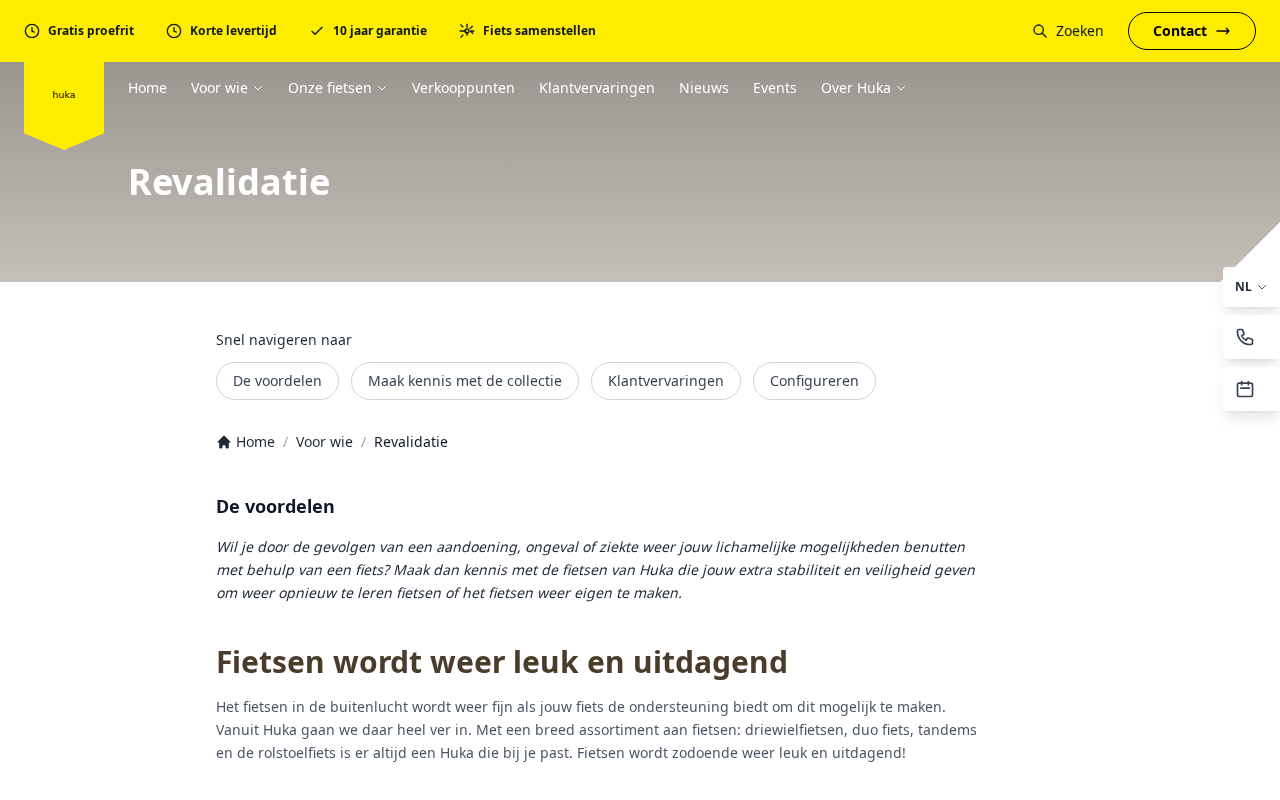 Gratis proefrit
Korte levertijd
10 jaar garantie
Fiets samenstellen
Zoeken
Contact
huka
Home
Voor wie
Onze fietsen
Verkooppunten
Klantvervaringen
Nieuws
Events
Over Huka
Revalidatie
NL
Snel navigeren naar
De voordelen
Maak kennis met de collectie
Klantvervaringen
Configureren
Home / Voor wie / Revalidatie
De voordelen
Wil je door de gevolgen van een aandoening, ongeval of ziekte weer jouw lichamelijke mogelijkheden benutten
met behulp van een fiets? Maak dan kennis met de fietsen van Huka die jouw extra stabiliteit en veiligheid geven
om weer opnieuw te leren fietsen of het fietsen weer eigen te maken.
Fietsen wordt weer leuk en uitdagend
Het fietsen in de buitenlucht wordt weer fijn als jouw fiets de ondersteuning biedt om dit mogelijk te maken.
Vanuit Huka gaan we daar heel ver in. Met een breed assortiment aan fietsen: driewielfietsen, duo fiets, tandems
en de rolstoelfiets is er altijd een Huka die bij je past. Fietsen wordt zodoende weer leuk en uitdagend!